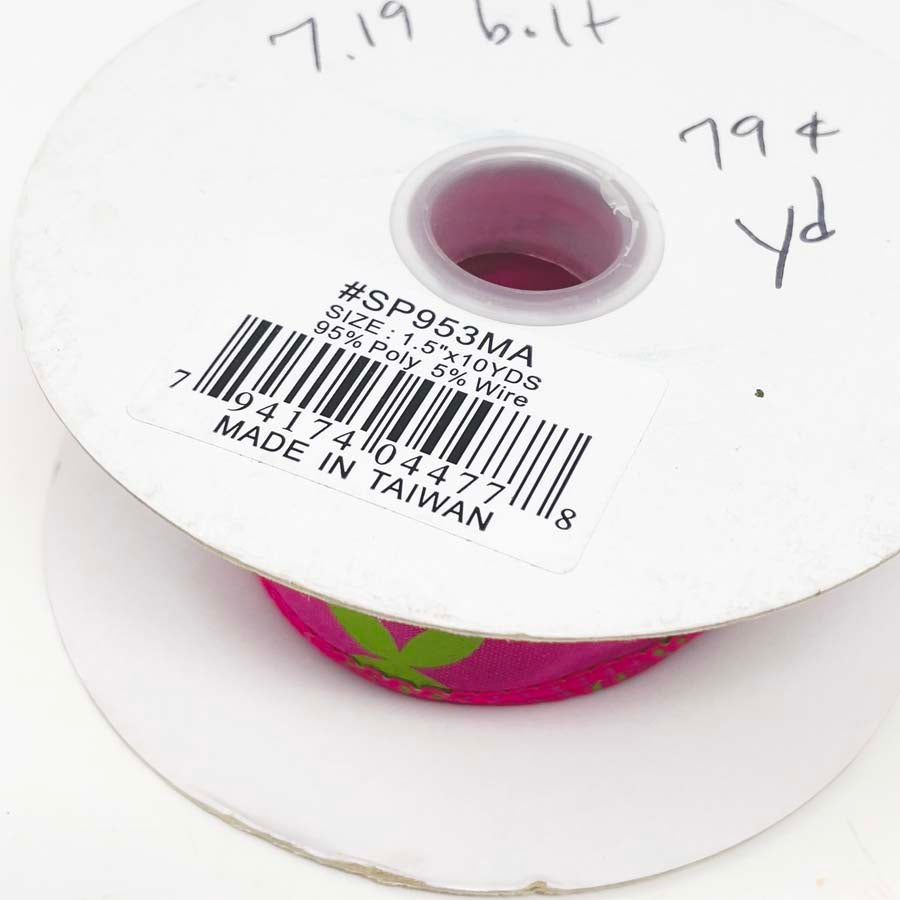 7.19 bolt
79¢
yd
#SP953MA
SIZE : 1.5"x10YDS
95% Poly 5% Wire
7 94174 04477 8
MADE IN TAIWAN